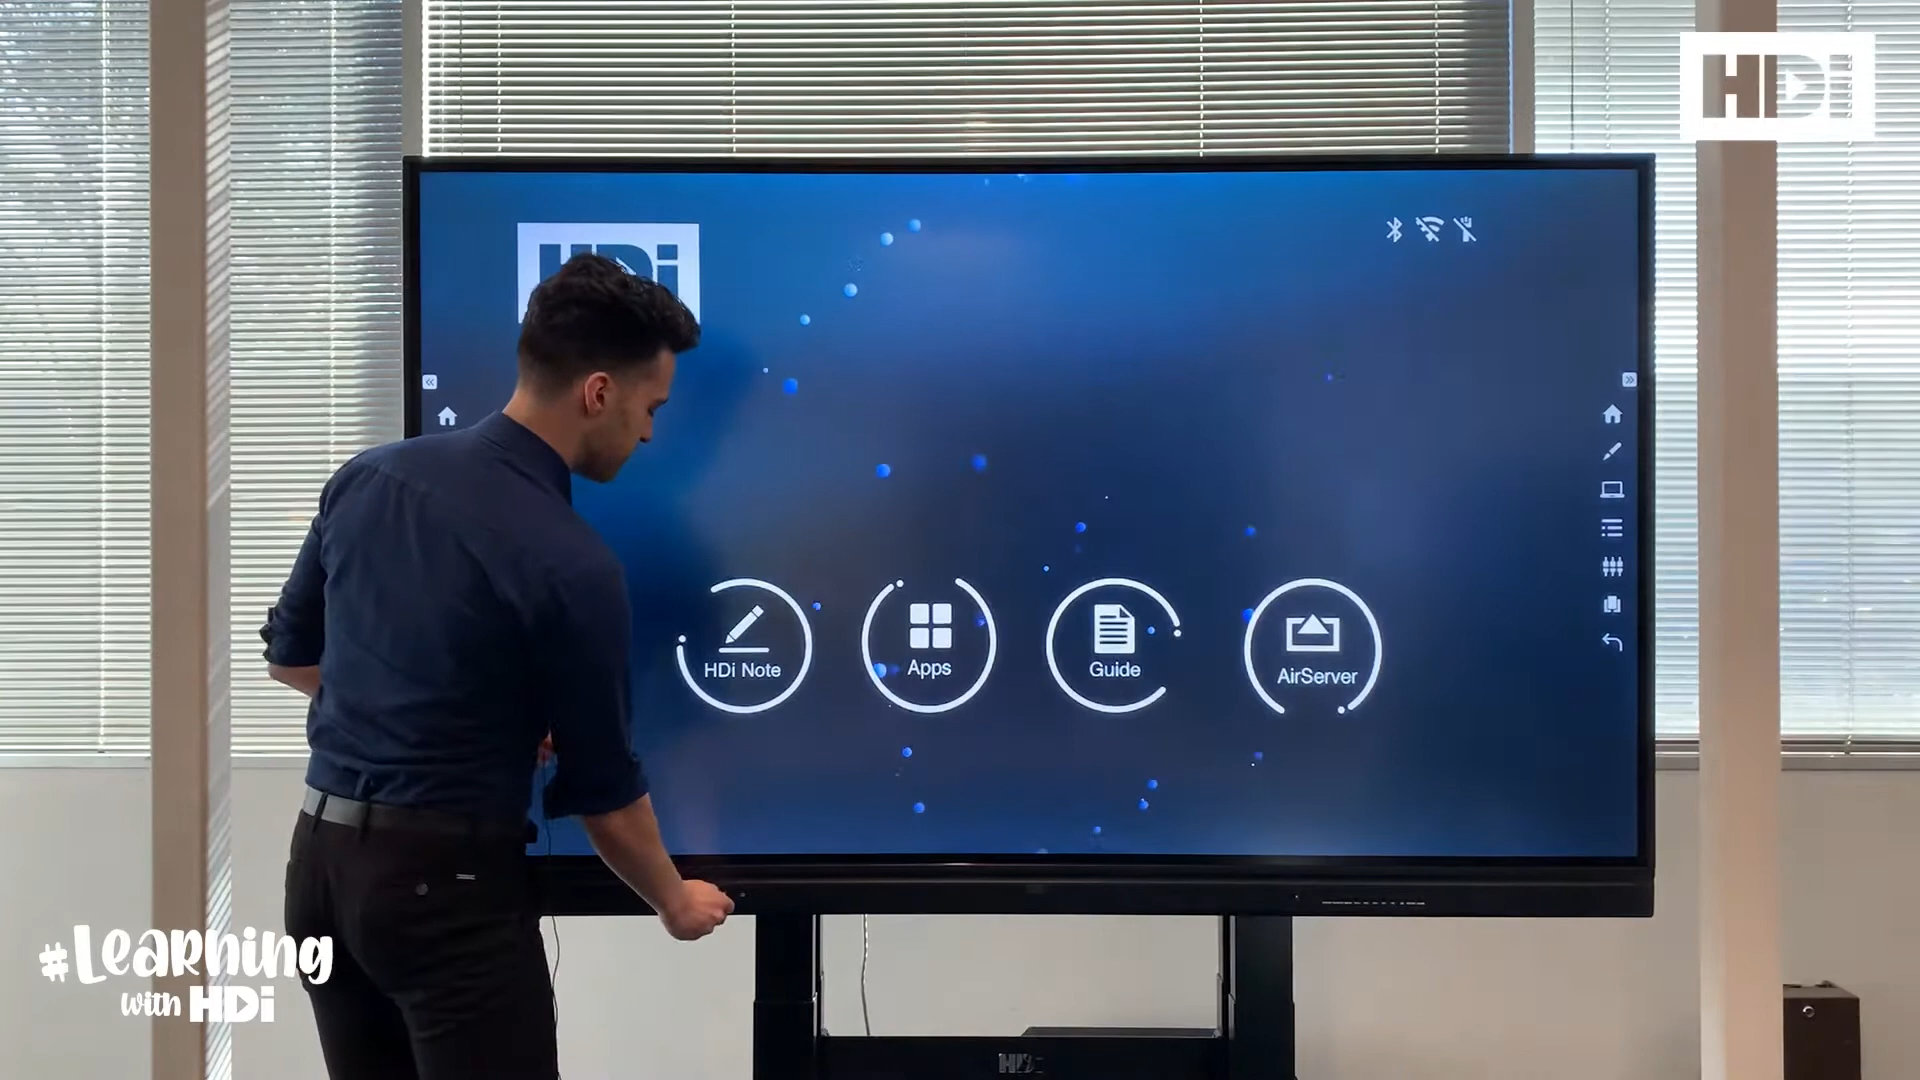 HDi
HDi
HDi Note
Apps
Guide
AirServer
#Learning
with HDi
HDi